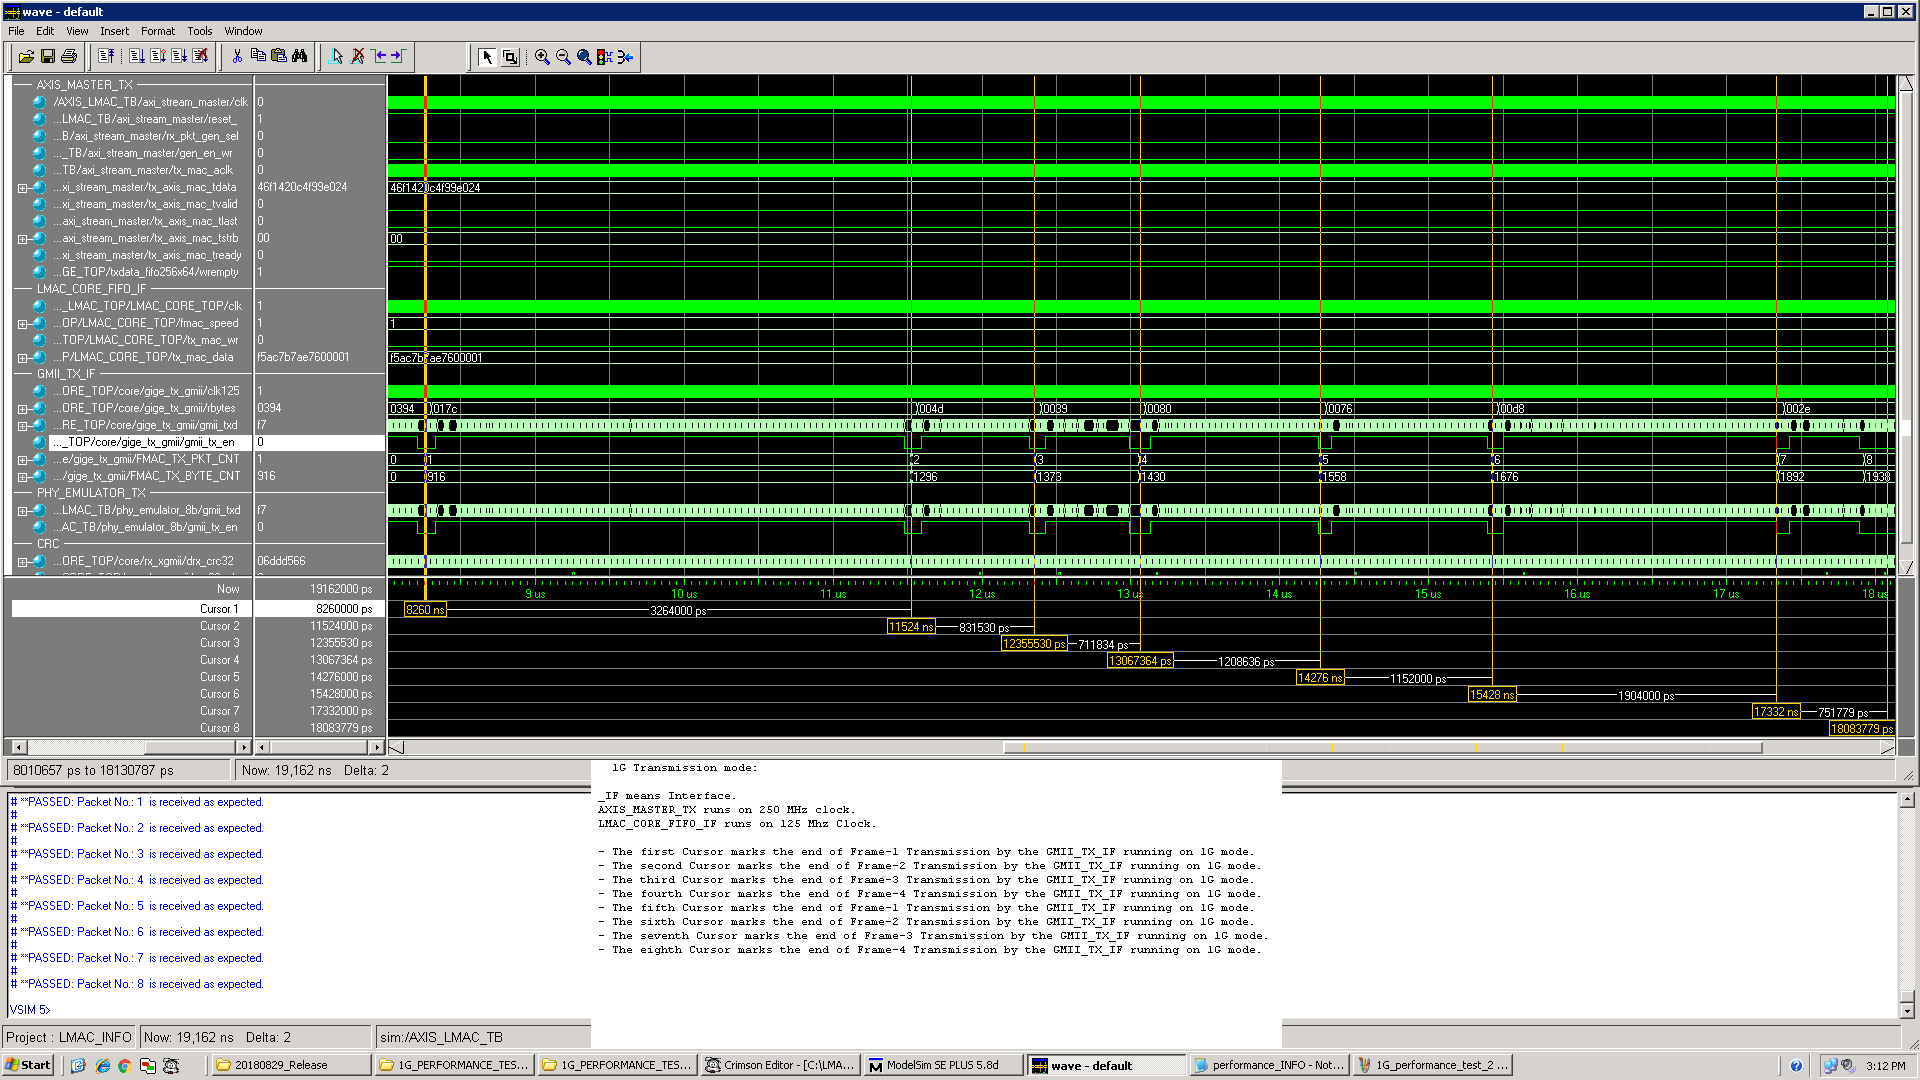 wave - default
File Edit View Insert Format Tools Window
AXIS_MASTER_TX
/AXIS_LMAC_TB/axi_stream_master/clk 0
...LMAC_TB/axi_stream_master/reset_ 1
...B/axi_stream_master/rx_pkt_gen_sel 0
..._TB/axi_stream_master/gen_en_wr 0
...TB/axi_stream_master/tx_mac_aclk 0
...xi_stream_master/tx_axis_mac_tdata 46f1420c4f99e024 46f1420c4f99e024
...xi_stream_master/tx_axis_mac_tvalid 0
...axi_stream_master/tx_axis_mac_tlast 0
...axi_stream_master/tx_axis_mac_tstrb 00 00
...xi_stream_master/tx_axis_mac_tready 0
...GE_TOP/txdata_fifo256x64/wrempty 1
LMAC_CORE_FIFO_IF
..._LMAC_TOP/LMAC_CORE_TOP/clk 1
...OP/LMAC_CORE_TOP/fmac_speed 1 1
...TOP/LMAC_CORE_TOP/tx_mac_wr 0
...P/LMAC_CORE_TOP/tx_mac_data f5ac7b7ae7600001 f5ac7b7ae7600001
GMII_TX_IF
...ORE_TOP/core/gige_tx_gmii/clk125 1
...ORE_TOP/core/gige_tx_gmii/rbytes 0394 0394 017c 004d 0039 0080 0076 00d8 002e
...RE_TOP/core/gige_tx_gmii/gmii_txd f7
..._TOP/core/gige_tx_gmii/gmii_tx_en 0
...e/gige_tx_gmii/FMAC_TX_PKT_CNT 1 0 1 2 3 4 5 6 7 8
.../gige_tx_gmii/FMAC_TX_BYTE_CNT 916 0 916 1296 1373 1430 1558 1676 1892 1938
PHY_EMULATOR_TX
...LMAC_TB/phy_emulator_8b/gmii_txd f7
...AC_TB/phy_emulator_8b/gmii_tx_en 0
CRC
...ORE_TOP/core/rx_xgmii/drx_crc32 06ddd566
Now 19162000 ps 9 us 10 us 11 us 12 us 13 us 14 us 15 us 16 us 17 us 18 us
Cursor 1 8260000 ps 8260 ns 3264000 ps
Cursor 2 11524000 ps 11524 ns 831530 ps
Cursor 3 12355530 ps 12355530 ps 711834 ps
Cursor 4 13067364 ps 13067364 ps 1208636 ps
Cursor 5 14276000 ps 14276 ns 1152000 ps
Cursor 6 15428000 ps 15428 ns 1904000 ps
Cursor 7 17332000 ps 17332 ns 751779 ps
Cursor 8 18083779 ps 18083779 ps
8010657 ps to 18130787 ps Now: 19,162 ns Delta: 2
# **PASSED: Packet No.: 1 is received as expected.
#
# **PASSED: Packet No.: 2 is received as expected.
#
# **PASSED: Packet No.: 3 is received as expected.
#
# **PASSED: Packet No.: 4 is received as expected.
#
# **PASSED: Packet No.: 5 is received as expected.
#
# **PASSED: Packet No.: 6 is received as expected.
#
# **PASSED: Packet No.: 7 is received as expected.
#
# **PASSED: Packet No.: 8 is received as expected.
VSIM 5>
1G Transmission mode:
_IF means Interface.
AXIS_MASTER_TX runs on 250 MHz clock.
LMAC_CORE_FIFO_IF runs on 125 Mhz Clock.
- The first Cursor marks the end of Frame-1 Transmission by the GMII_TX_IF running on 1G mode.
- The second Cursor marks the end of Frame-2 Transmission by the GMII_TX_IF running on 1G mode.
- The third Cursor marks the end of Frame-3 Transmission by the GMII_TX_IF running on 1G mode.
- The fourth Cursor marks the end of Frame-4 Transmission by the GMII_TX_IF running on 1G mode.
- The fifth Cursor marks the end of Frame-1 Transmission by the GMII_TX_IF running on 1G mode.
- The sixth Cursor marks the end of Frame-2 Transmission by the GMII_TX_IF running on 1G mode.
- The seventh Cursor marks the end of Frame-3 Transmission by the GMII_TX_IF running on 1G mode.
- The eighth Cursor marks the end of Frame-4 Transmission by the GMII_TX_IF running on 1G mode.
Project : LMAC_INFO Now: 19,162 ns Delta: 2 sim:/AXIS_LMAC_TB
Start 20180829_Release 1G_PERFORMANCE_TES... 1G_PERFORMANCE_TES... Crimson Editor - [C:\LMA... ModelSim SE PLUS 5.8d wave - default performance_INFO - Not... 1G_performance_test_2 ... 3:12 PM